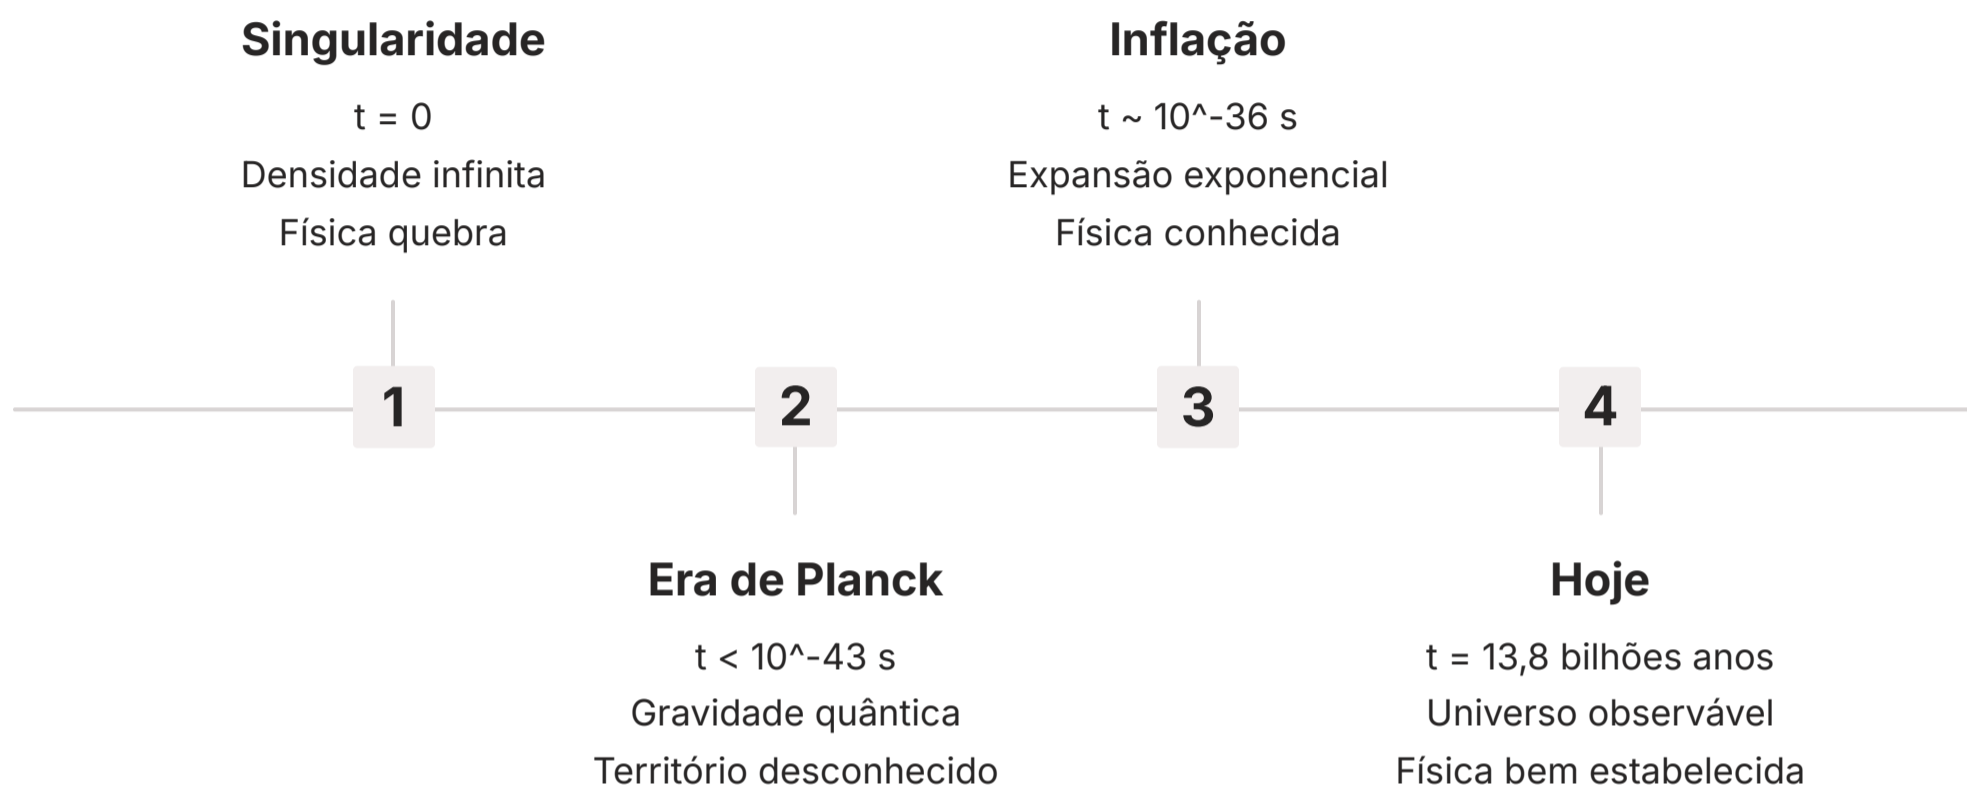 Singularidade
t = 0
Densidade infinita
Física quebra
Inflação
t ~ 10^-36 s
Expansão exponencial
Física conhecida
1
2
3
4
Era de Planck
t < 10^-43 s
Gravidade quântica
Território desconhecido
Hoje
t = 13,8 bilhões anos
Universo observável
Física bem estabelecida